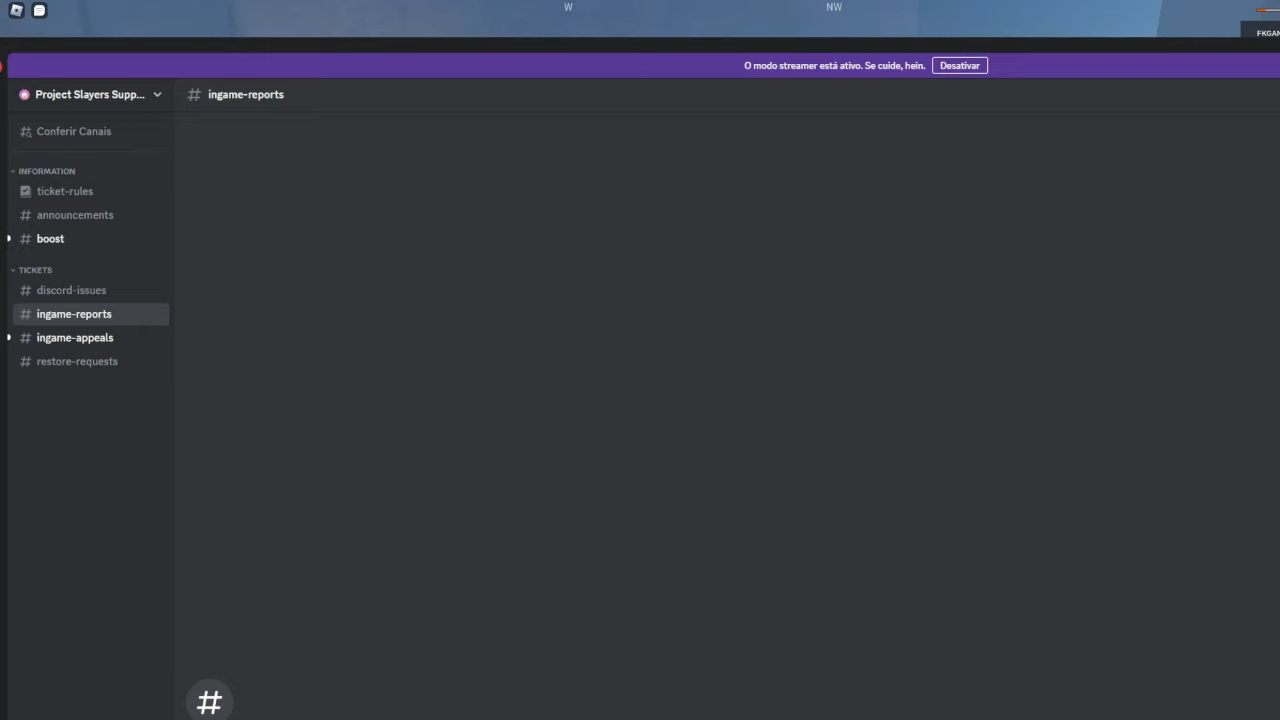 W
NW
FKGAN
O modo streamer está ativo. Se cuide, hein.
Desativar
Project Slayers Supp...
# ingame-reports
Conferir Canais
INFORMATION
ticket-rules
# announcements
# boost
TICKETS
# discord-issues
# ingame-reports
# ingame-appeals
# restore-requests
#